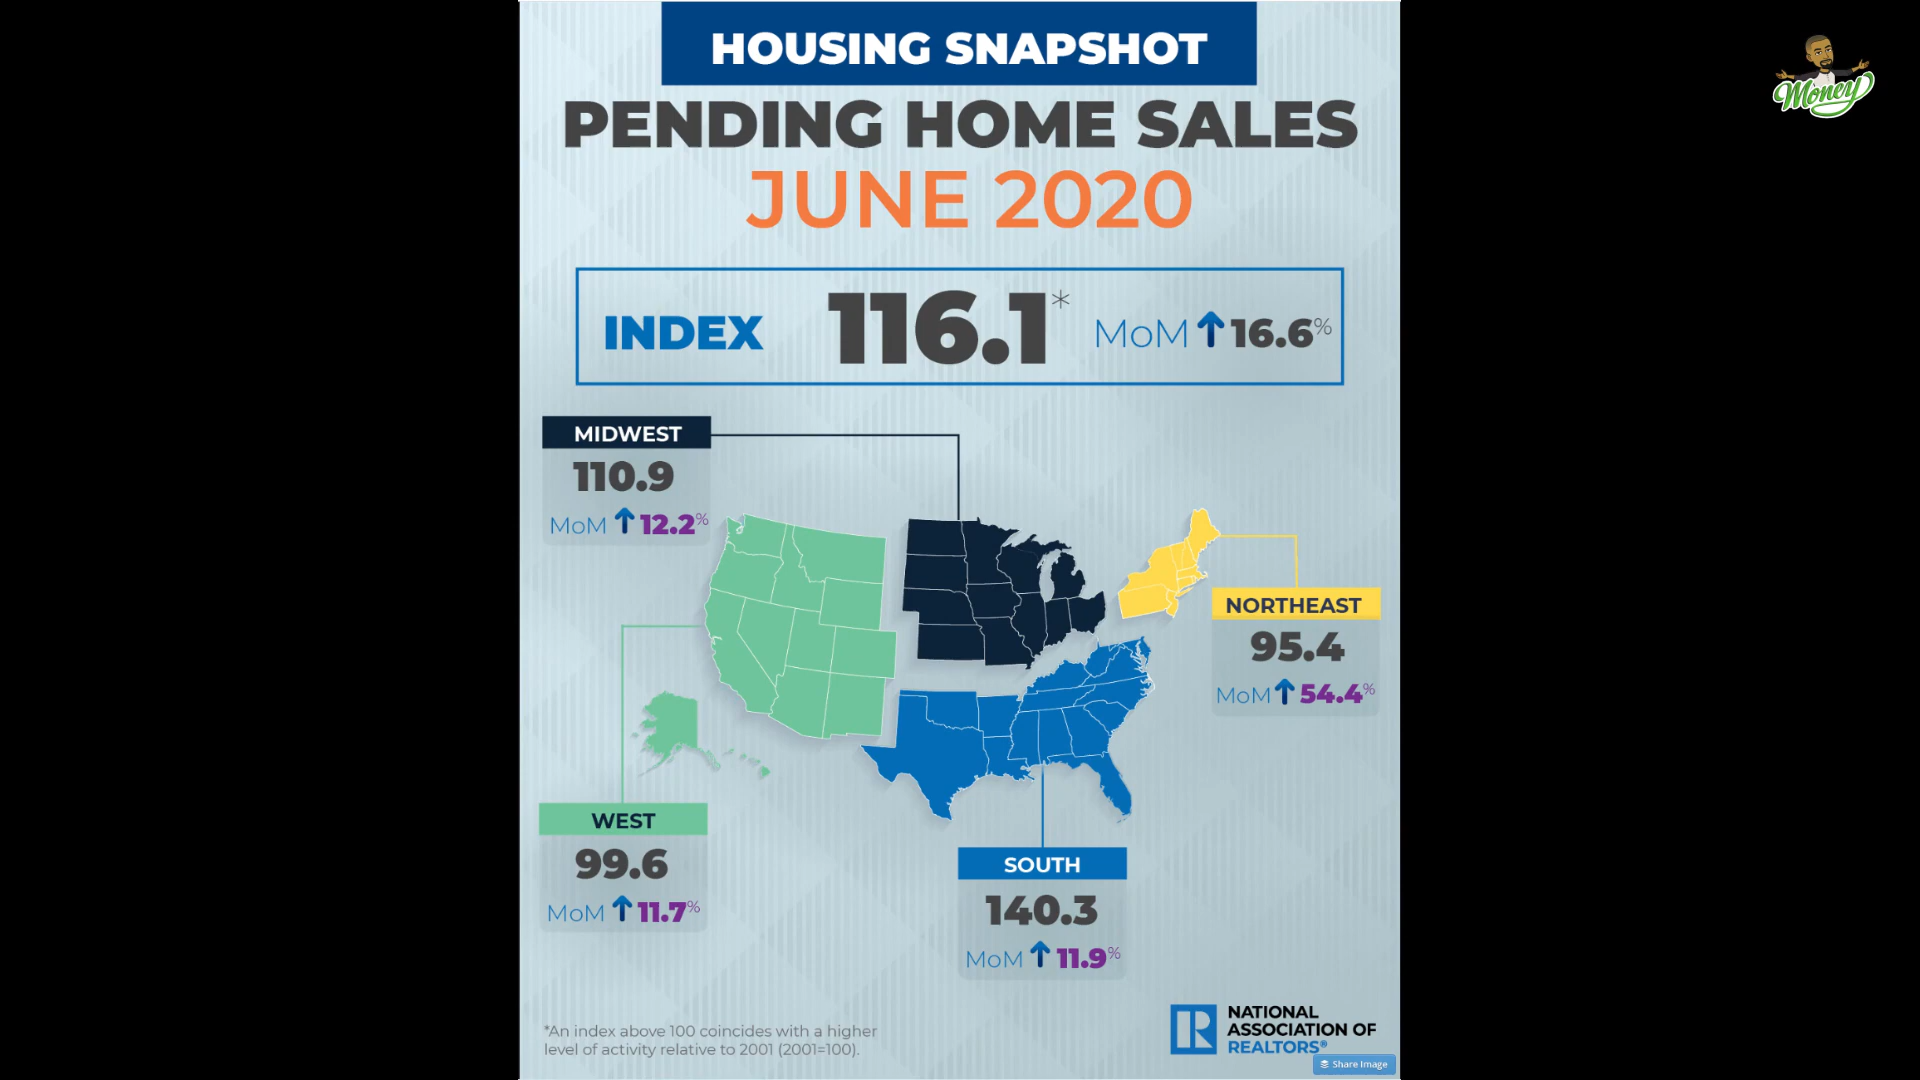 HOUSING SNAPSHOT
PENDING HOME SALES
JUNE 2020
INDEX 116.1* MoM ↑ 16.6%
MIDWEST
110.9
MoM ↑ 12.2%
NORTHEAST
95.4
MoM ↑ 54.4%
WEST
99.6
MoM ↑ 11.7%
SOUTH
140.3
MoM ↑ 11.9%
*An index above 100 coincides with a higher
level of activity relative to 2001 (2001=100).
R
NATIONAL
ASSOCIATION OF
REALTORS®
Share Image
Money